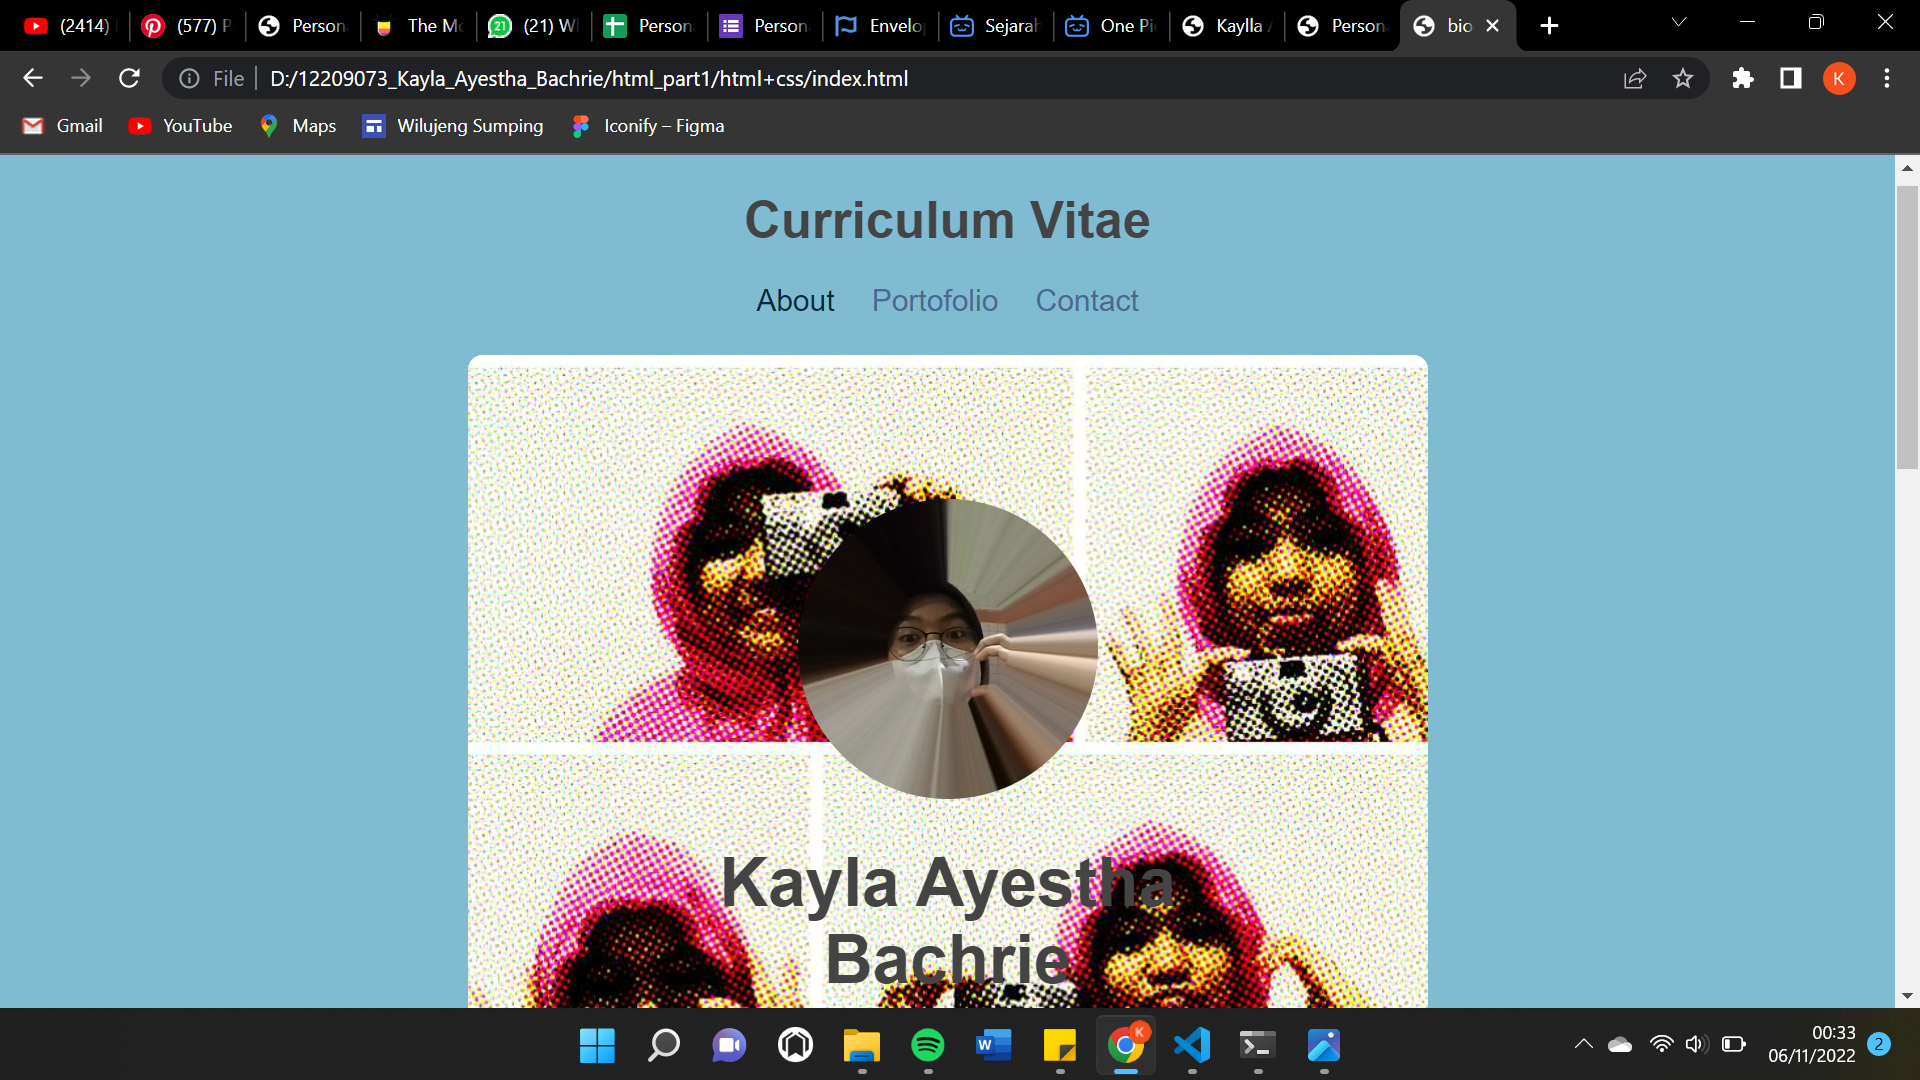 (2414)
(577) P
Person
The Mo
(21) W
Person
Person
Envelo
Sejarah
One Pi
Kaylla
Person
bio
File
D:/12209073_Kayla_Ayestha_Bachrie/html_part1/html+css/index.html
K
Gmail
YouTube
Maps
Wilujeng Sumping
Iconify – Figma
Curriculum Vitae
About Portofolio Contact
Kayla Ayestha
Bachrie
00:33
06/11/2022
2